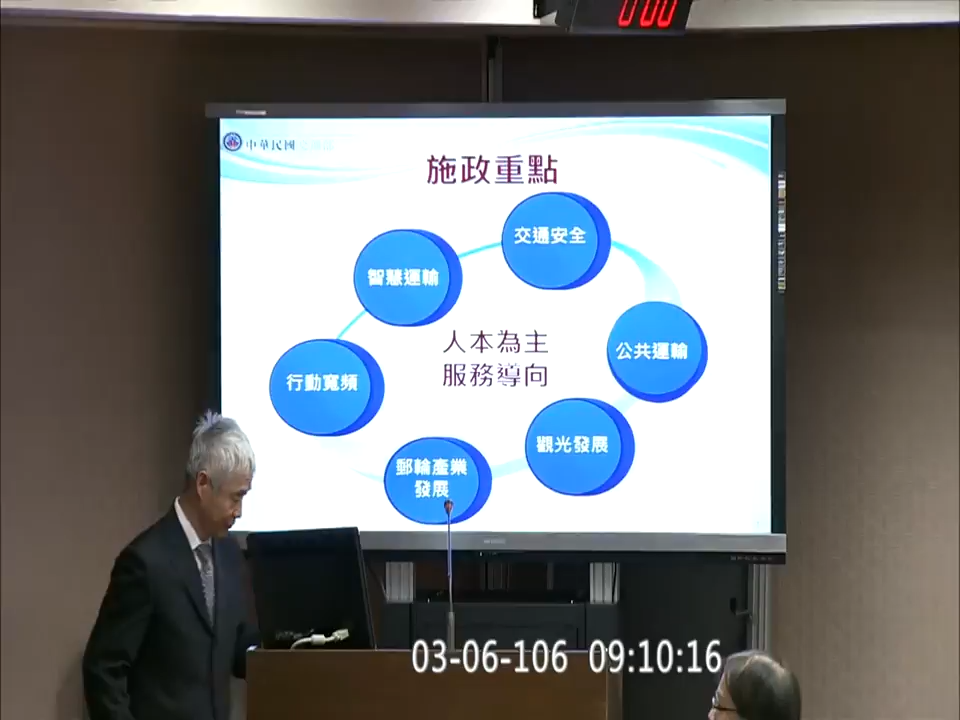 0:00
中華民國
施政重點
交通安全
智慧運輸
人本為主
服務導向
公共運輸
行動寬頻
觀光發展
郵輪產業
發展
03-06-106 09:10:16